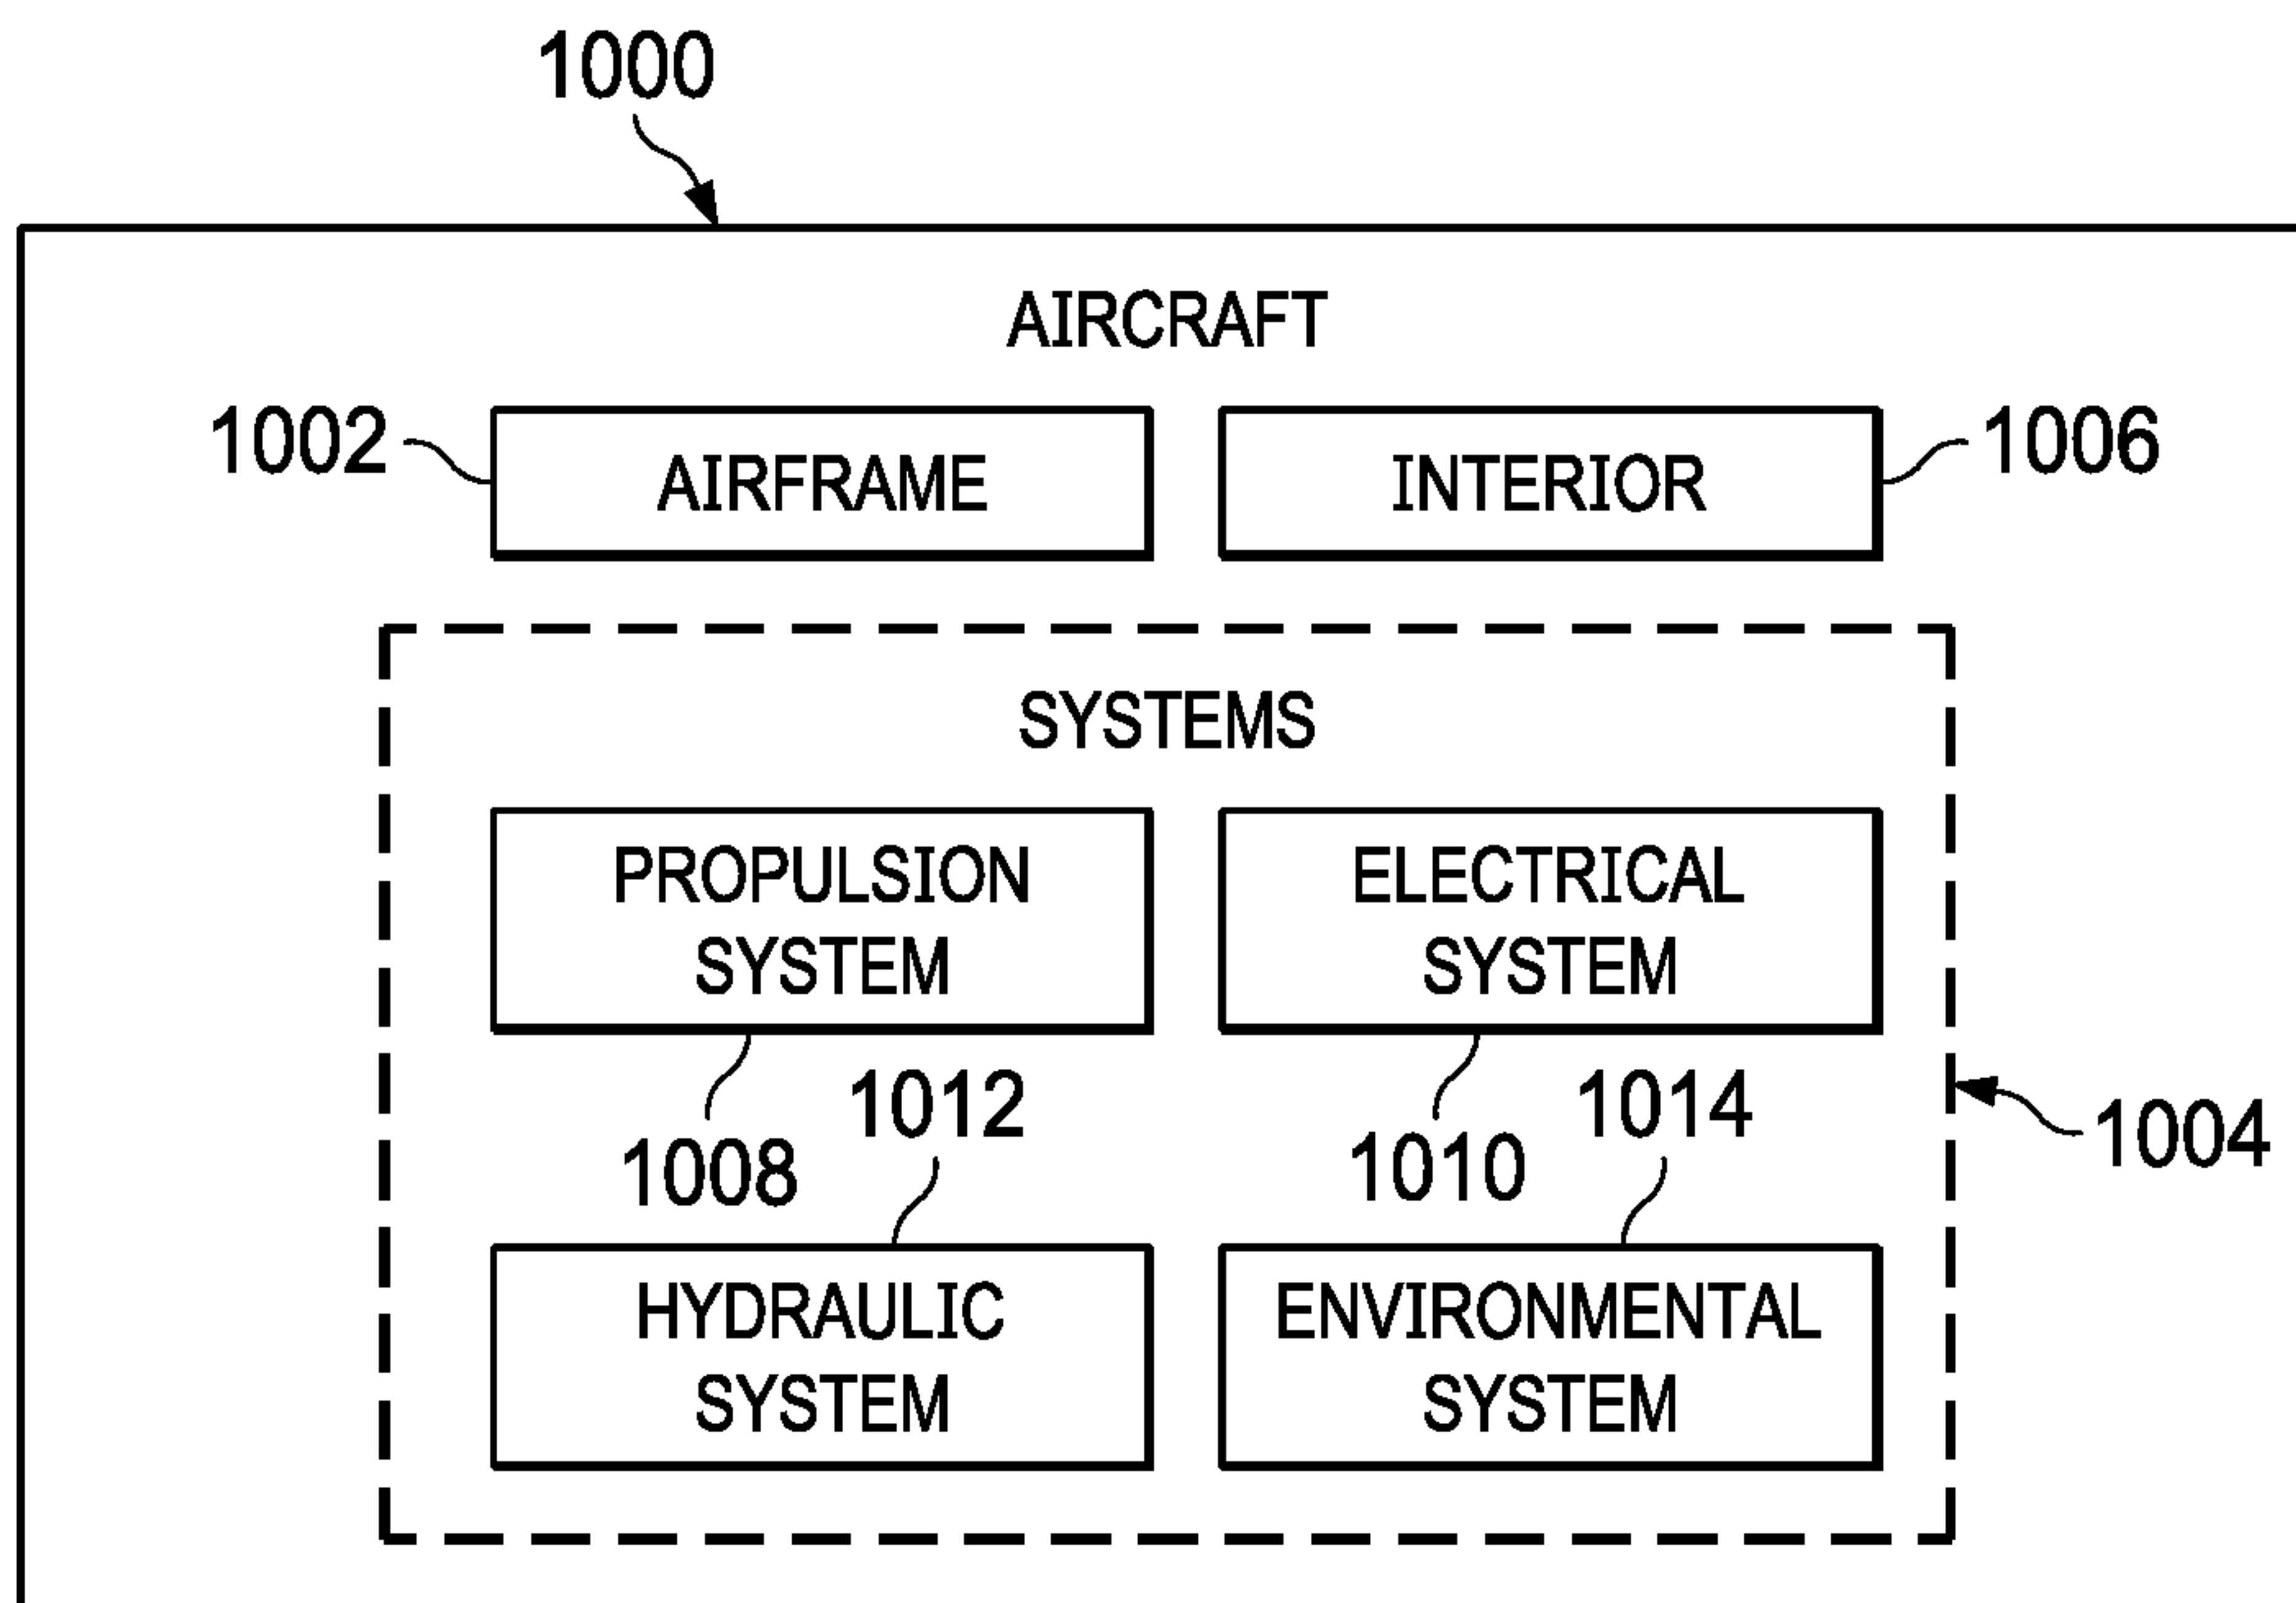 1000
AIRCRAFT
1002
AIRFRAME
INTERIOR
1006
SYSTEMS
PROPULSION
SYSTEM
ELECTRICAL
SYSTEM
1008
1012
1010
1014
1004
HYDRAULIC
SYSTEM
ENVIRONMENTAL
SYSTEM